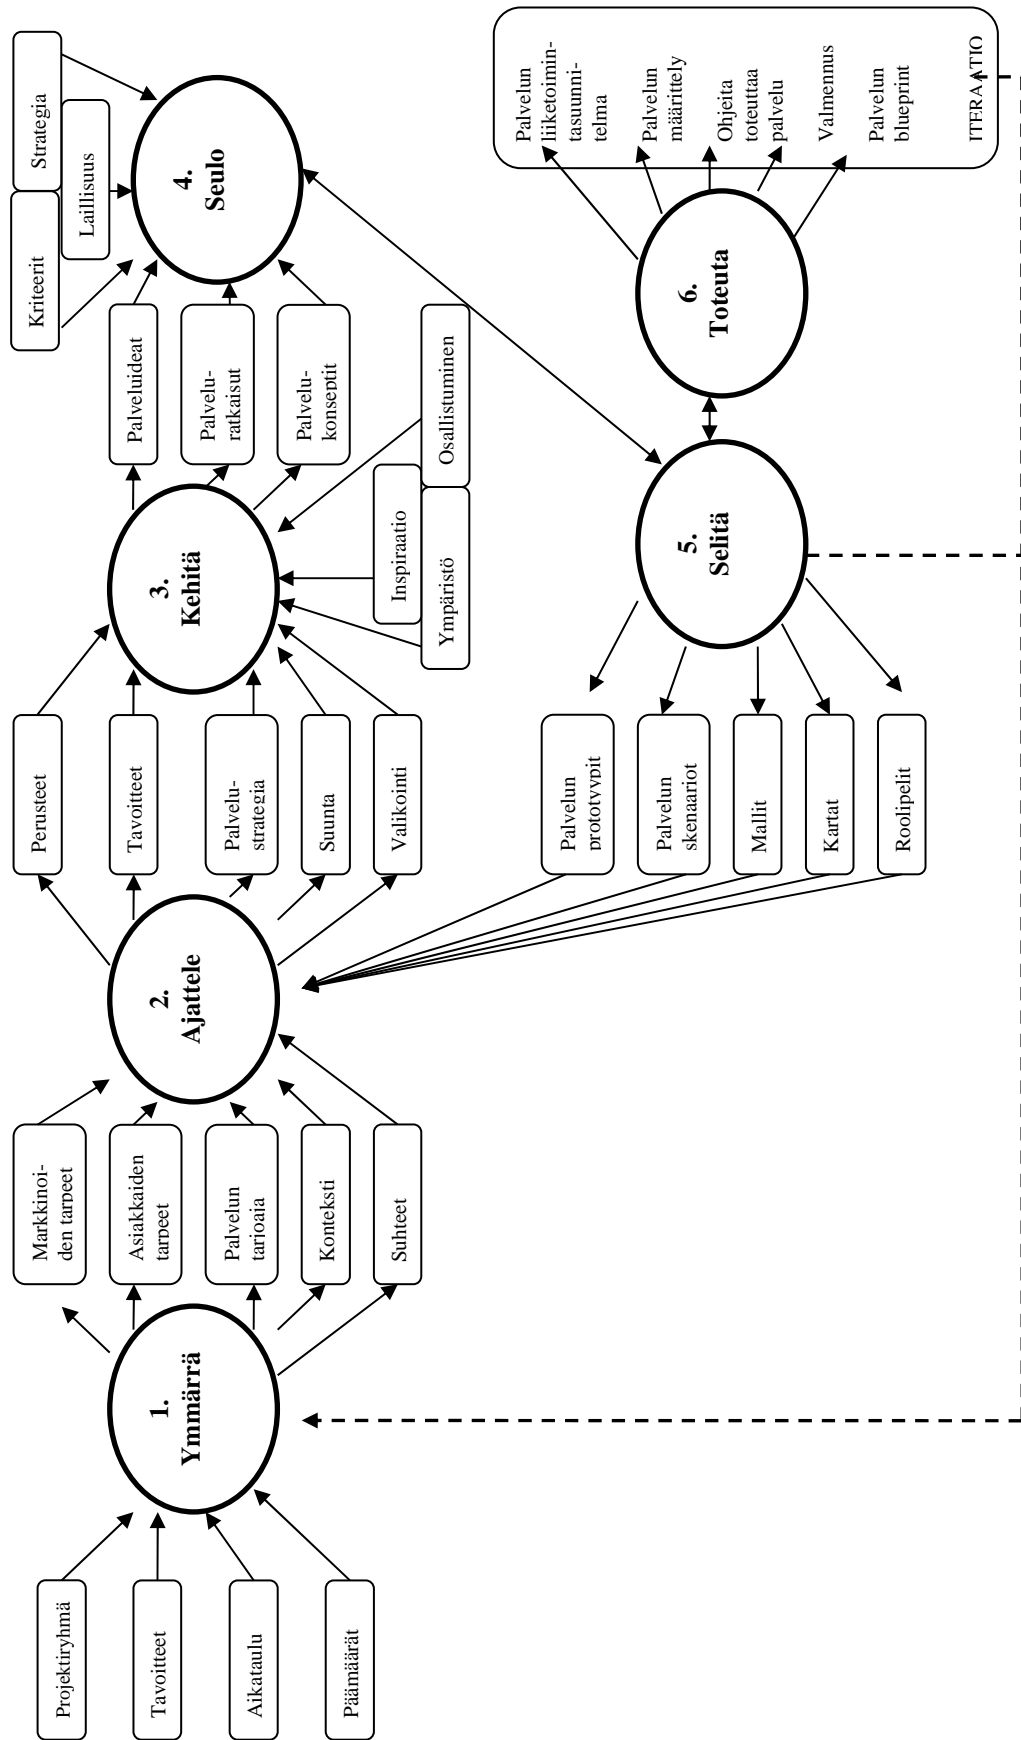 Projektiryhmä
Tavoitteet
Aikataulu
Päämäärät
1.
Ymmärrä
Markkinoi-
den tarpeet
Asiakkaiden
tarpeet
Palvelun
tarjoaja
Konteksti
Suhteet
2.
Ajattele
Perusteet
Tavoitteet
Palvelu-
strategia
Suunta
Valikointi
3.
Kehitä
Inspiraatio
Ympäristö
Osallistuminen
Palveluideat
Palvelu-
ratkaisut
Palvelu-
konseptit
Kriteerit
Laillisuus
Strategia
4.
Seulo
Palvelun
prototyypit
Palvelun
skenaariot
Mallit
Kartat
Roolipelit
5.
Selitä
6.
Toteuta
Palvelun
liiketoimin-
tasuunni-
telma
Palvelun
määrittely
Ohjeita
toteuttaa
palvelu
Valmennus
Palvelun
blueprint
ITERAATIO